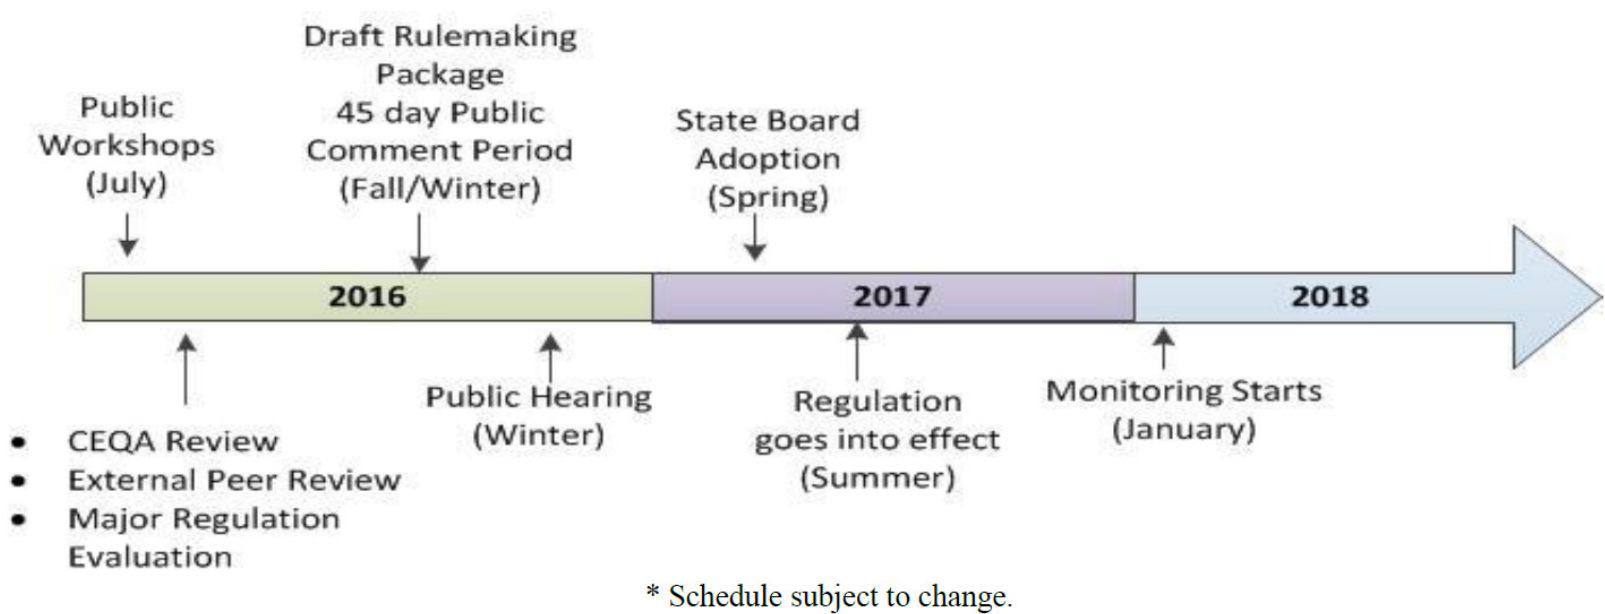 Public
Workshops
(July)
Draft Rulemaking
Package
45 day Public
Comment Period
(Fall/Winter)
State Board
Adoption
(Spring)
2016
2017
2018
• CEQA Review
• External Peer Review
• Major Regulation
Evaluation
Public Hearing
(Winter)
Regulation
goes into effect
(Summer)
Monitoring Starts
(January)
* Schedule subject to change.